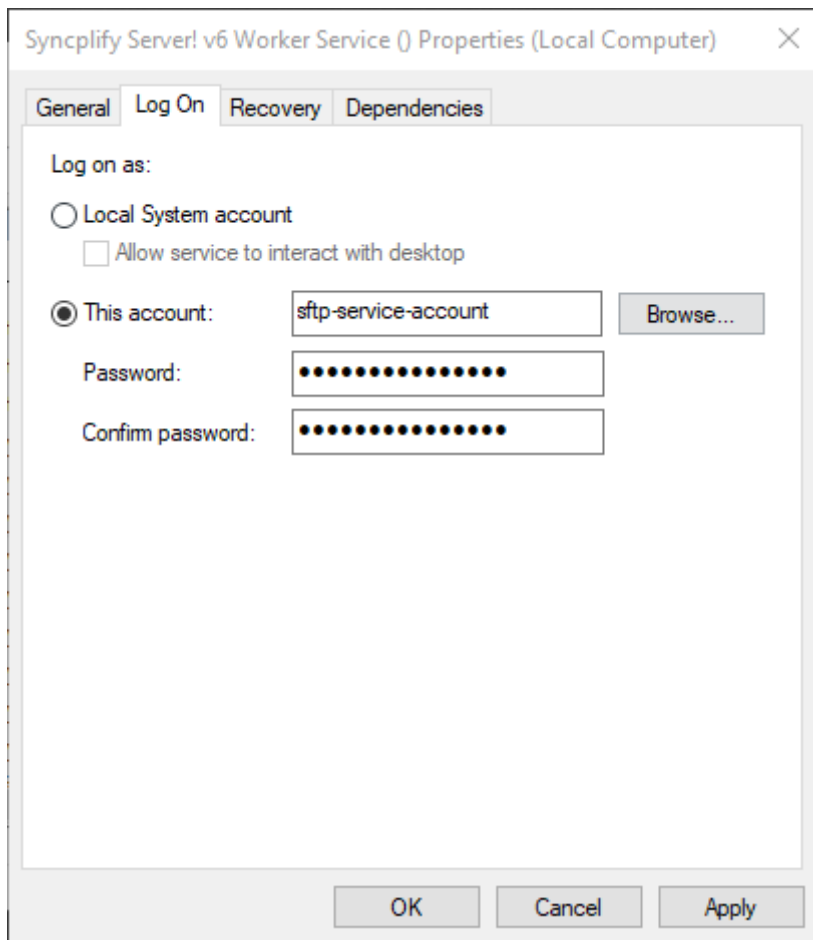 Syncplify Server! v6 Worker Service () Properties (Local Computer)
General Log On Recovery Dependencies
Log on as:
Local System account
Allow service to interact with desktop
This account: sftp-service-account Browse...
Password: •••••••••••••••
Confirm password: •••••••••••••••
OK Cancel Apply